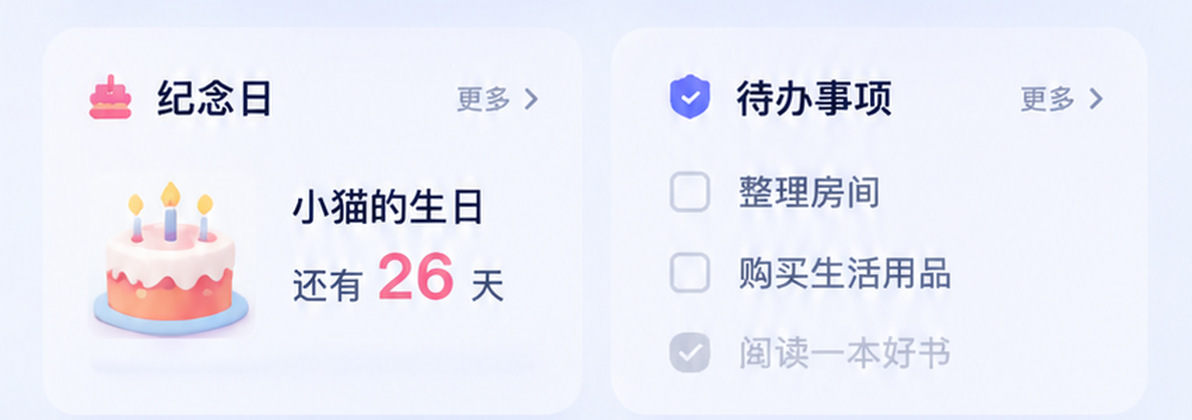 纪念日
更多
小猫的生日
还有 26 天
待办事项
更多
整理房间
购买生活用品
阅读一本好书